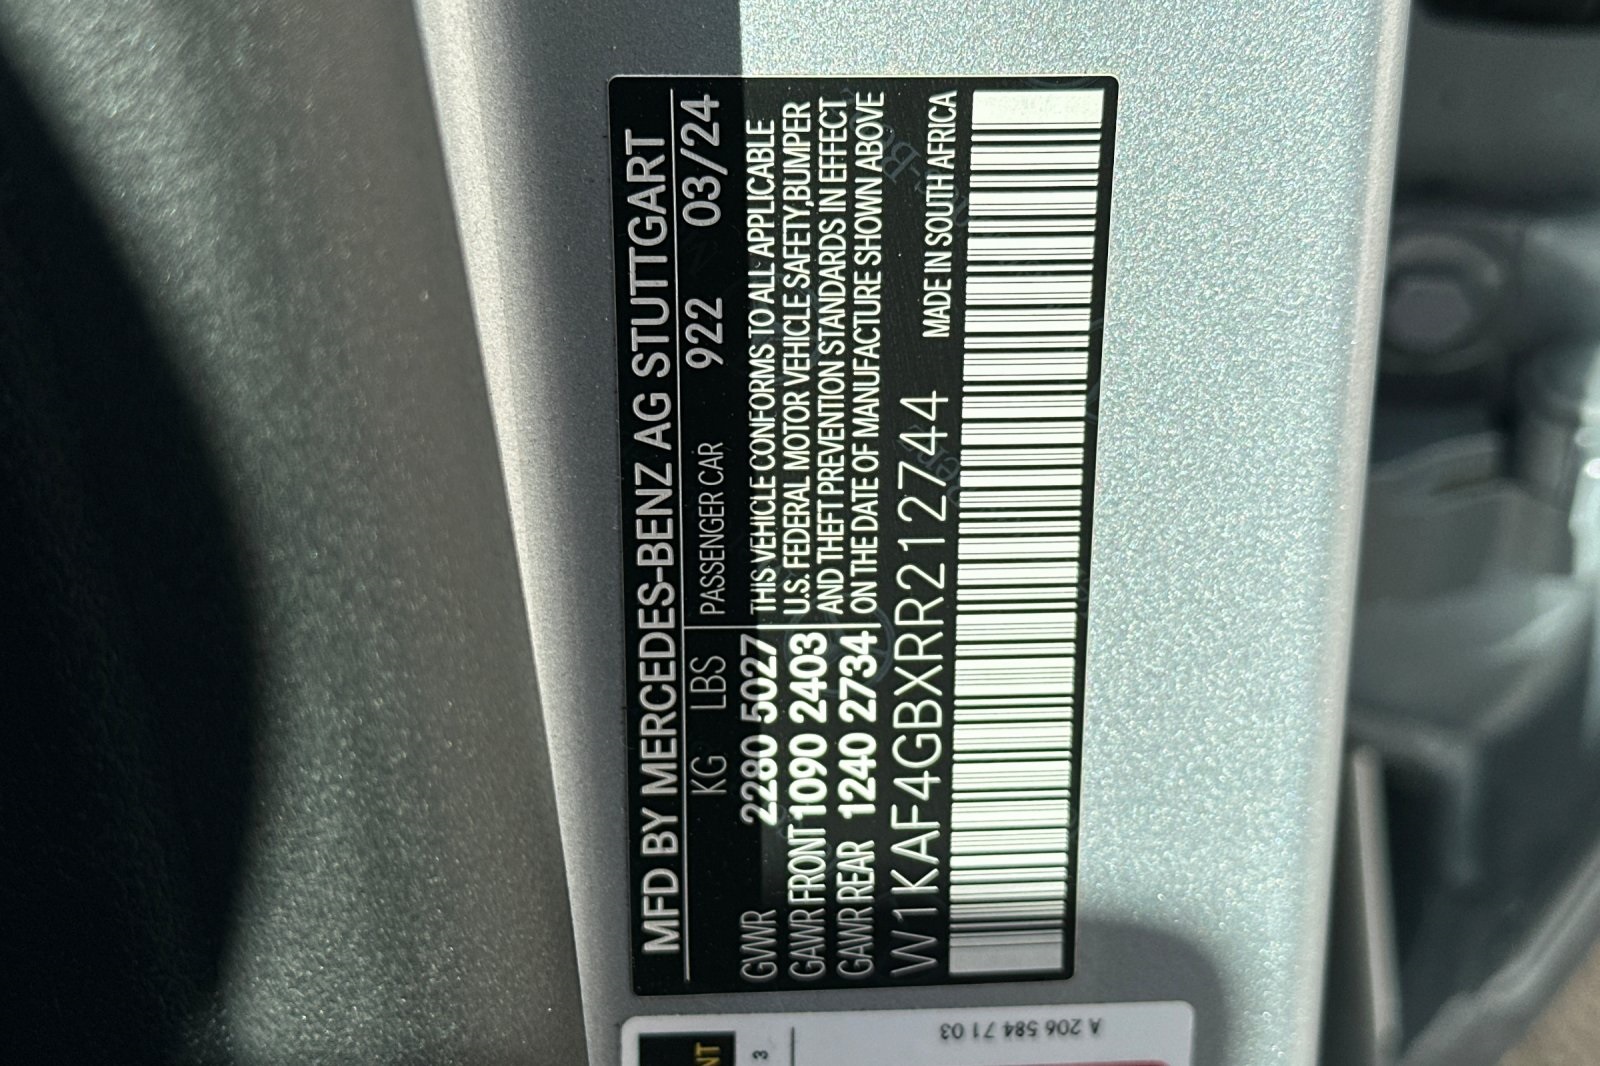 MFD BY MERCEDES-BENZ AG STUTTGART
KG LBS PASSENGER CAR 922 03/24
GVWR 2280 5027
GAWR FRONT 1090 2403
GAWR REAR 1240 2734
THIS VEHICLE CONFORMS TO ALL APPLICABLE
U.S. FEDERAL MOTOR VEHICLE SAFETY,BUMPER
AND THEFT PREVENTION STANDARDS IN EFFECT
ON THE DATE OF MANUFACTURE SHOWN ABOVE
W1KAF4GBXRR212744 MADE IN SOUTH AFRICA
A 206 584 71 03
NT
3